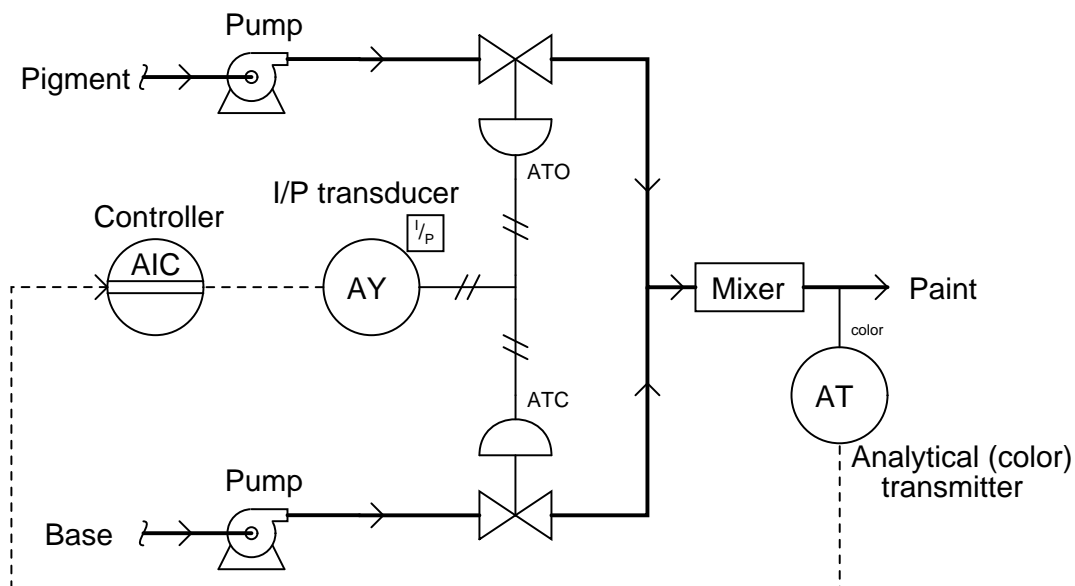 Pump
Pigment
ATO
I/P transducer
I/P
Controller
AIC
AY
Mixer
Paint
color
AT
ATC
Analytical (color)
transmitter
Pump
Base